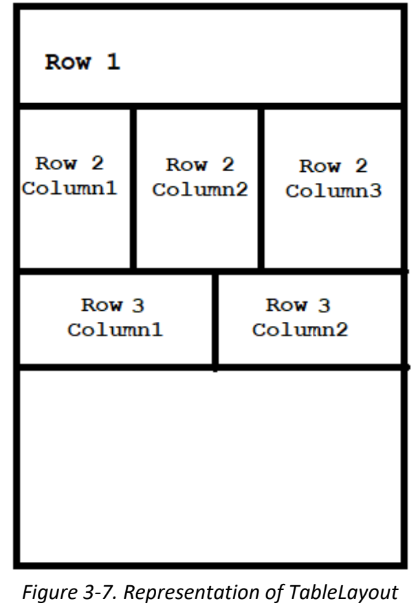 Row 1
Row 2 Row 2 Row 2
Column1 Column2 Column3
Row 3 Row 3
Column1 Column2
Figure 3-7. Representation of TableLayout